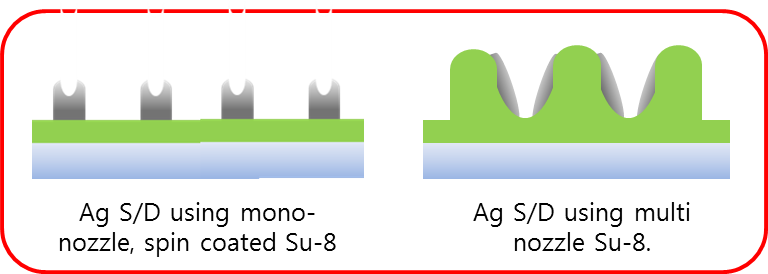 Ag S/D using mono-
nozzle, spin coated Su-8
Ag S/D using multi
nozzle Su-8.